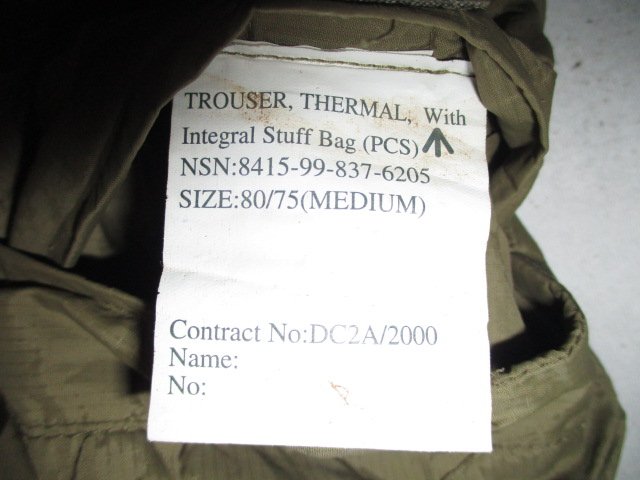 TROUSER, THERMAL, With
Integral Stuff Bag (PCS)
NSN:8415-99-837-6205
SIZE:80/75(MEDIUM)
Contract No:DC2A/2000
Name:
No: